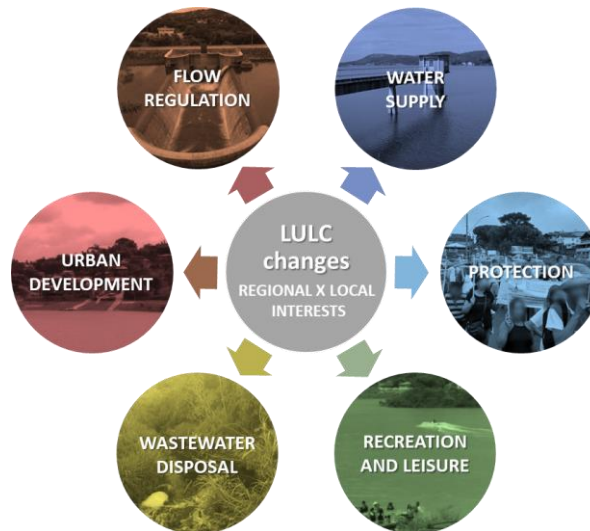 FLOW
REGULATION
WATER
SUPPLY
URBAN
DEVELOPMENT
LULC
changes
REGIONAL X LOCAL
INTERESTS
PROTECTION
WASTEWATER
DISPOSAL
RECREATION
AND LEISURE